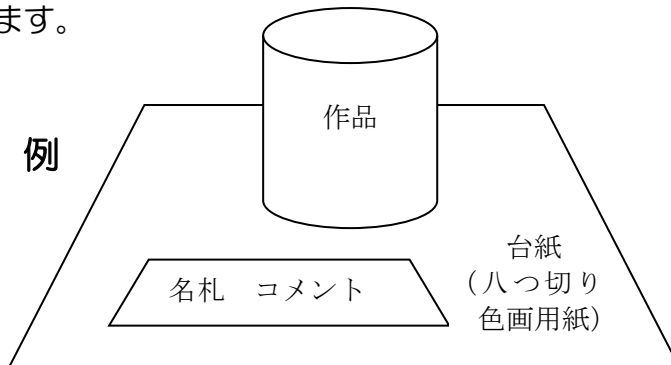 ます。
作品
例
台紙
（八つ切り
色画用紙）
名札　コメント